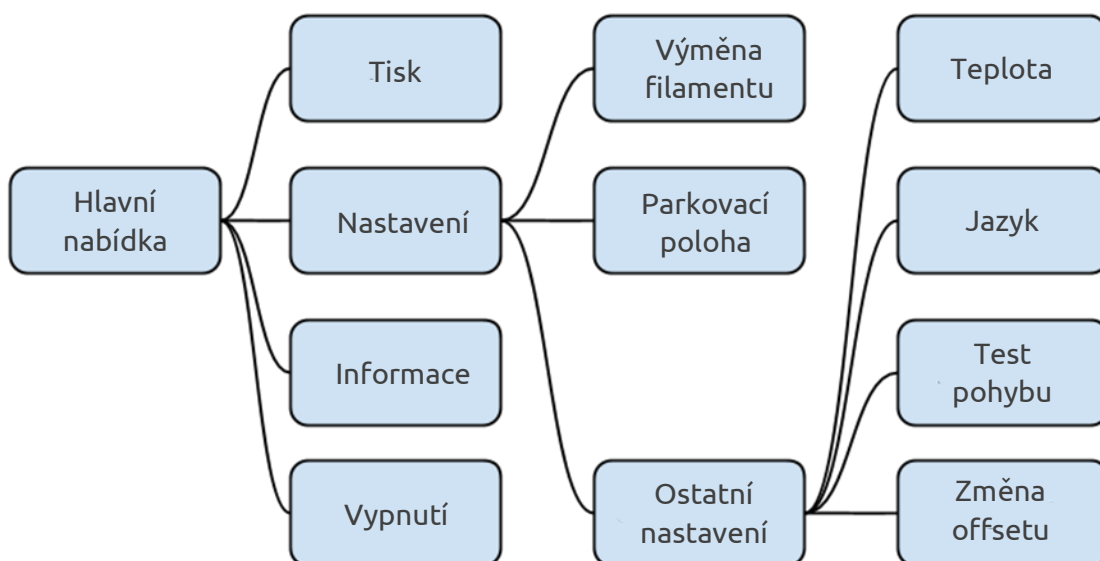 Hlavní
nabídka
Tisk
Nastavení
Informace
Vypnutí
Výměna
filamentu
Parkovací
poloha
Ostatní
nastavení
Teplota
Jazyk
Test
pohybu
Změna
offsetu